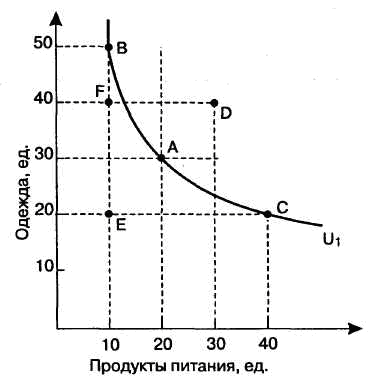 Одежда, ед.
50
40
30
20
10
B
F
D
A
E
C
U1
10 20 30 40
Продукты питания, ед.